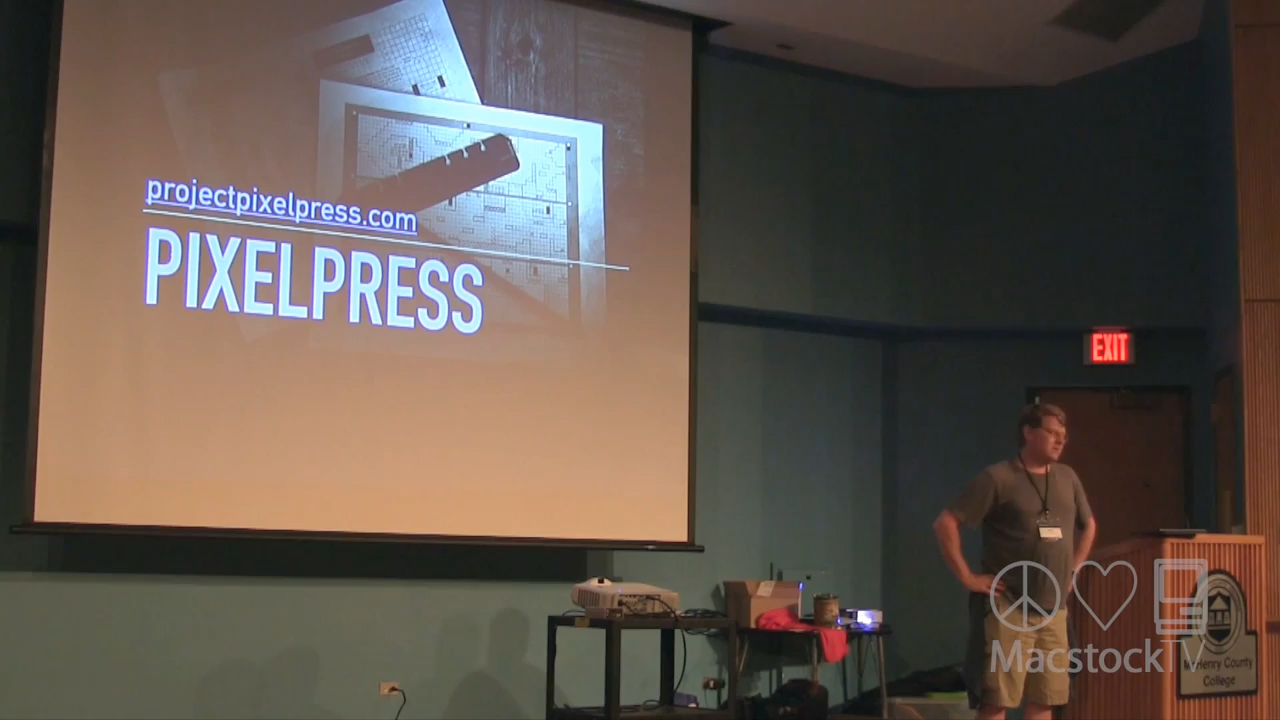 projectpixelpress.com
PIXELPRESS
EXIT
MacstockTV
McHenry County
College